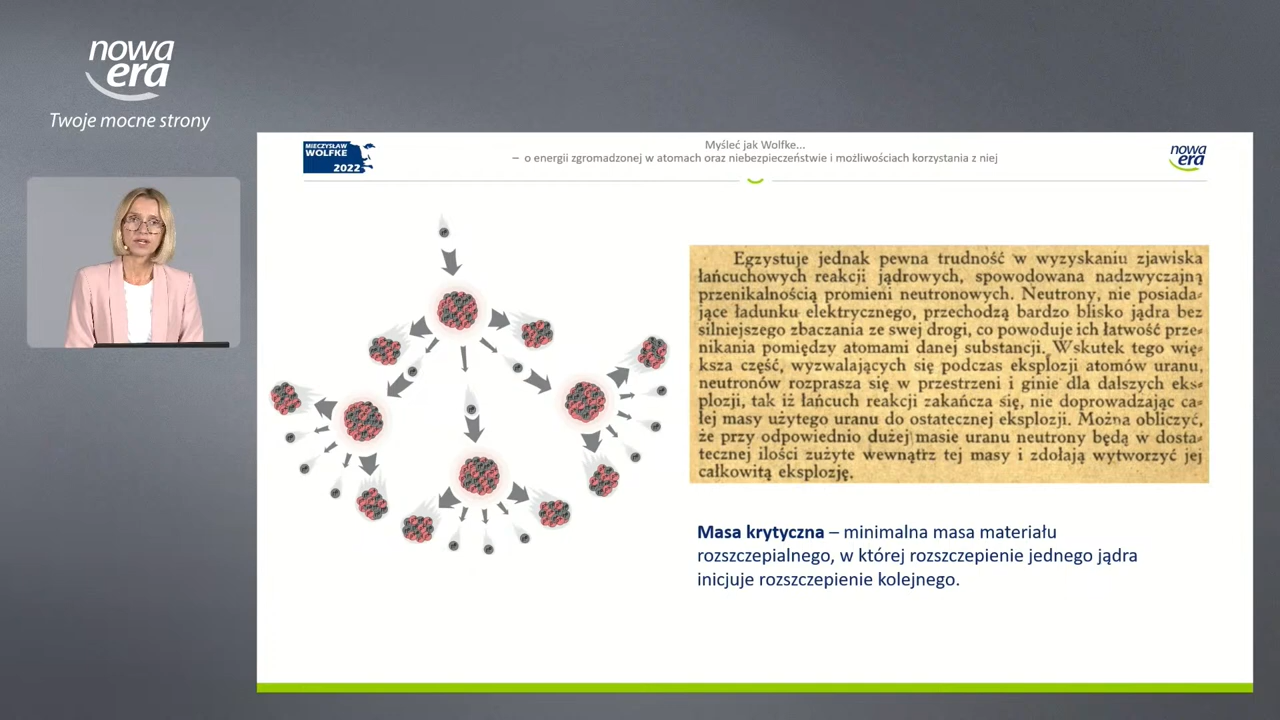 nowa
era
Twoje mocne strony
MIECZYSŁAW
WOLFKE
2022
Myśleć jak Wolfke...
– o energii zgromadzonej w atomach oraz niebezpieczeństwie i możliwościach korzystania z niej
nowa
era
Egzystuje jednak pewna trudność w wyzyskaniu zjawiska
łańcuchowych reakcji jądrowych, spowodowana nadzwyczajną
przenikalnością promieni neutronowych. Neutrony, nie posiada-
jące ładunku elektrycznego, przechodzą bardzo blisko jądra bez
silniejszego zbaczania ze swej drogi, co powoduje ich łatwość prze-
nikania pomiędzy atomami danej substancji. Wskutek tego wię-
ksza część, wyzwalających się podczas eksplozji atomów uranu,
neutronów rozprasza się w przestrzeni i ginie dla dalszych eks-
plozji, tak iż łańcuch reakcji zakańcza się, nie doprowadzając ca-
łej masy użytego uranu do ostatecznej eksplozji. Można obliczyć,
że przy odpowiednio dużej masie uranu neutrony będą w dosta-
tecznej ilości zużyte wewnątrz tej masy i zdołają wytworzyć jej
całkowitą eksplozję.
Masa krytyczna – minimalna masa materiału
rozszczepialnego, w której rozszczepienie jednego jądra
inicjuje rozszczepienie kolejnego.